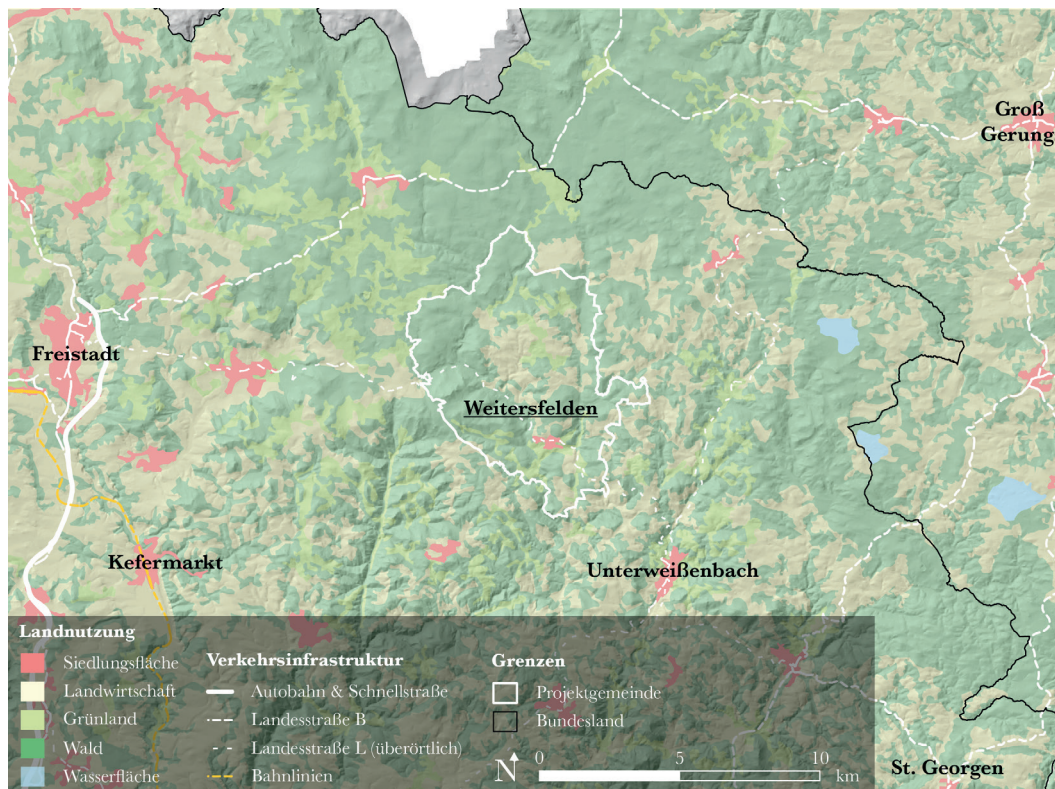 Groß
Gerung
Freistadt
Weitersfelden
Kefermarkt
Unterweißenbach
Landnutzung
Siedlungsfläche
Landwirtschaft
Grünland
Wald
Wasserfläche
Verkehrsinfrastruktur
Autobahn & Schnellstraße
Landesstraße B
Landesstraße L (überörtlich)
Bahnlinien
Grenzen
Projektgemeinde
Bundesland
N
0 5 10
km
St. Georgen